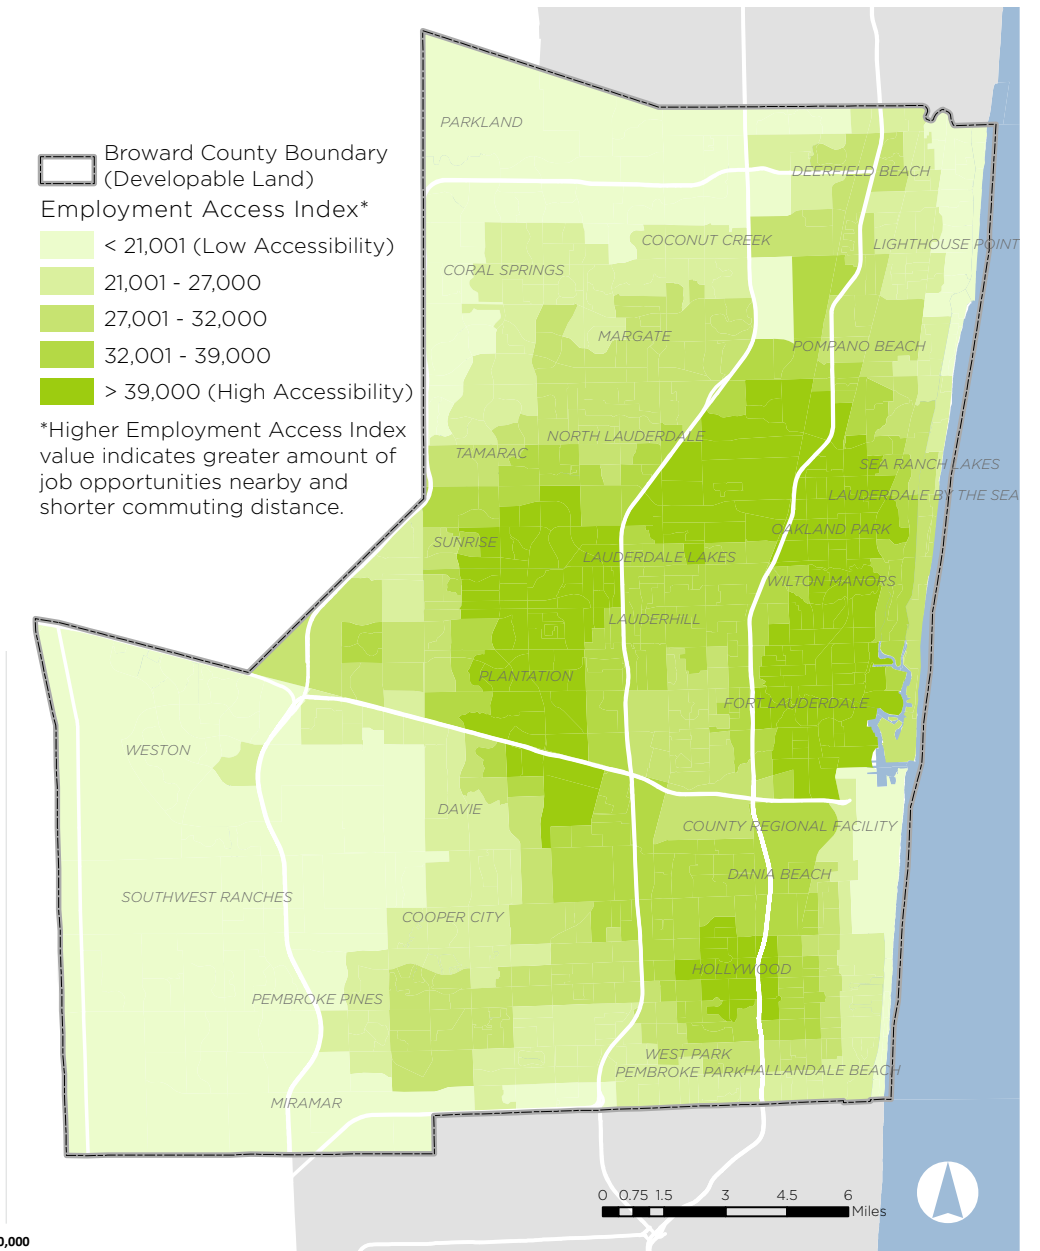 PARKLAND
Broward County Boundary
(Developable Land)
DEERFIELD BEACH
Employment Access Index*
< 21,001 (Low Accessibility)
COCONUT CREEK
LIGHTHOUSE POINT
CORAL SPRINGS
21,001 - 27,000
27,001 - 32,000
MARGATE
POMPANO BEACH
32,001 - 39,000
> 39,000 (High Accessibility)
*Higher Employment Access Index
value indicates greater amount of
job opportunities nearby and
shorter commuting distance.
NORTH LAUDERDALE
TAMARAC
SEA RANCH LAKES
LAUDERDALE BY THE SEA
OAKLAND PARK
SUNRISE
LAUDERDALE LAKES
WILTON MANORS
LAUDERHILL
PLANTATION
FORT LAUDERDALE
WESTON
DAVIE
COUNTY REGIONAL FACILITY
DANIA BEACH
SOUTHWEST RANCHES
COOPER CITY
HOLLYWOOD
PEMBROKE PINES
WEST PARK
PEMBROKE PARK
HALLANDALE BEACH
MIRAMAR
0 0.75 1.5 3 4.5 6
Miles
0,000